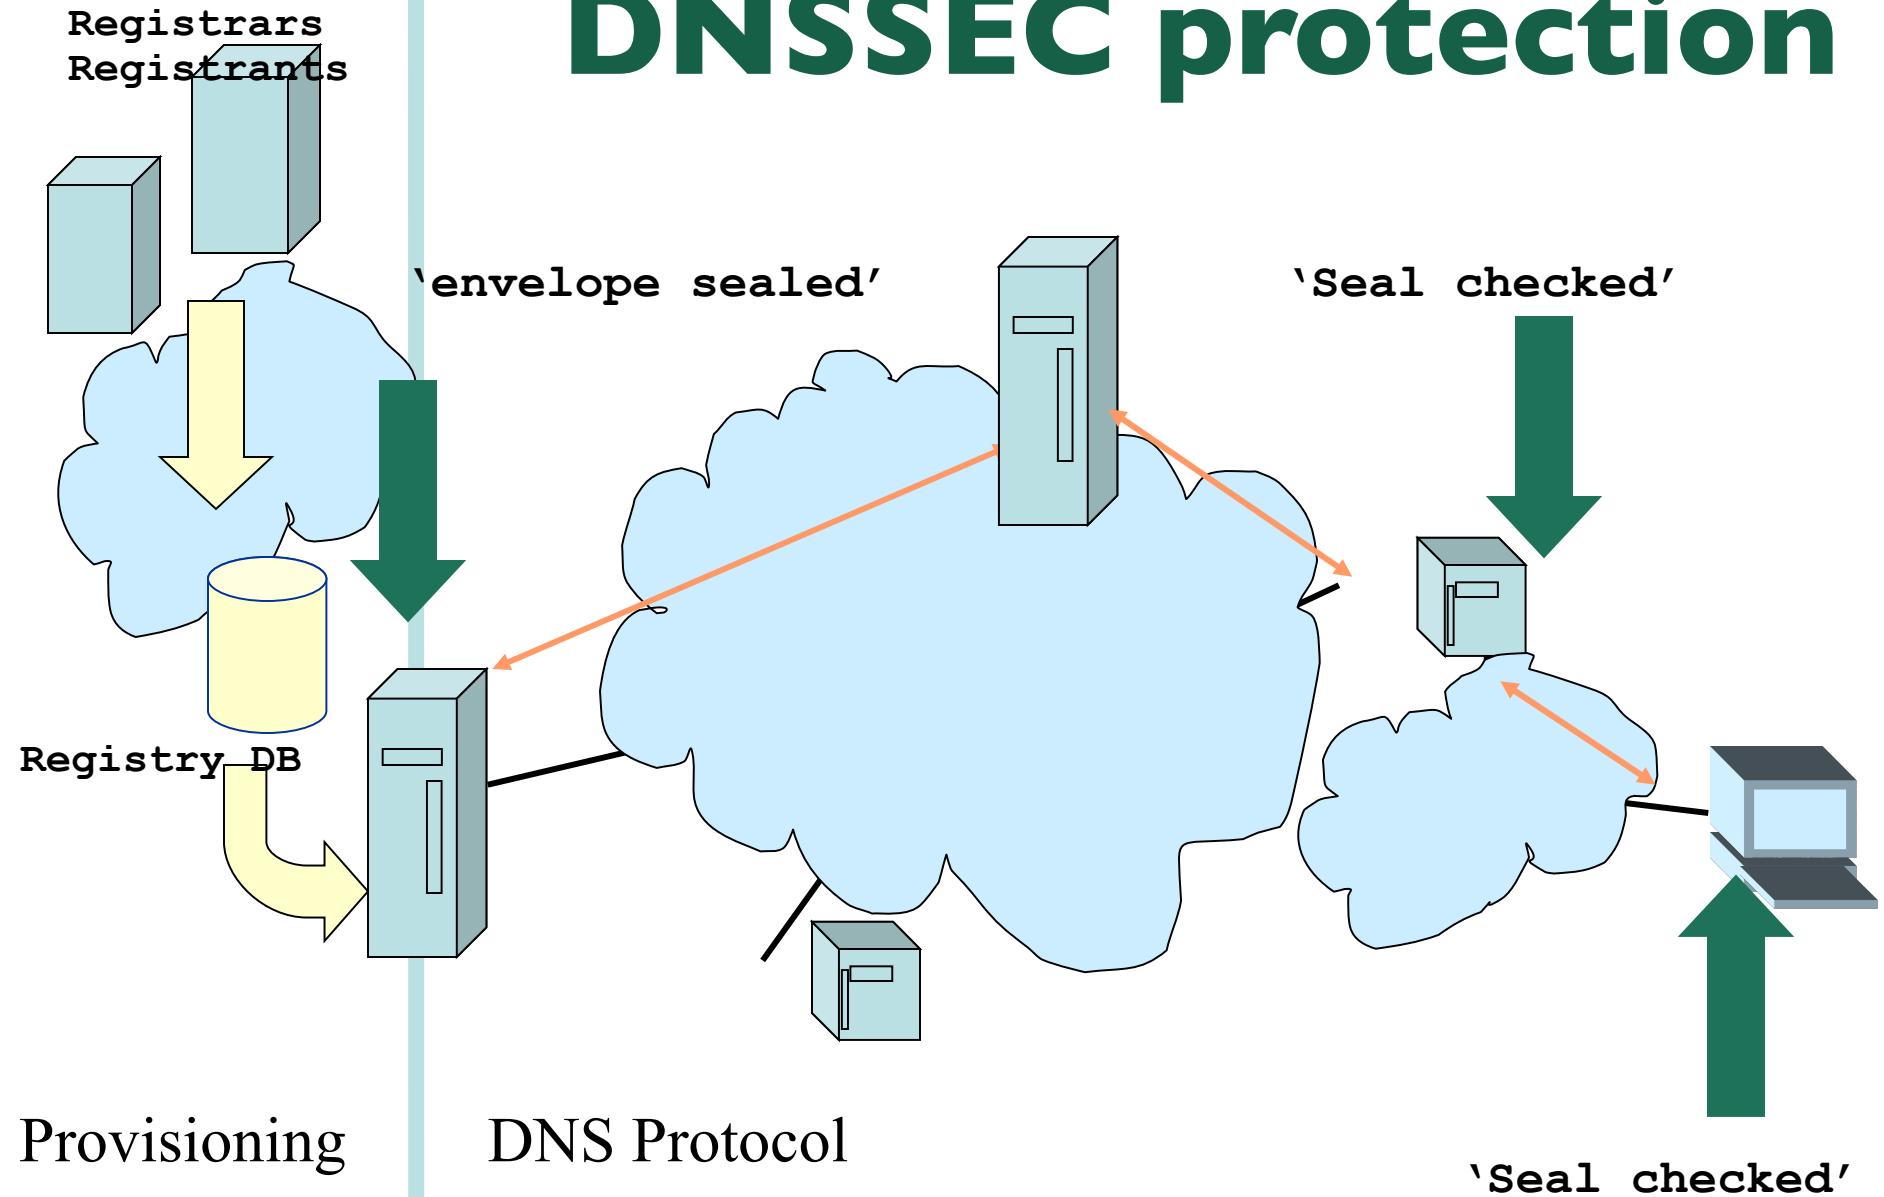 DNSSEC protection
Registrars
Registrants
‘envelope sealed’
‘Seal checked’
Registry DB
Provisioning
DNS Protocol
‘Seal checked’